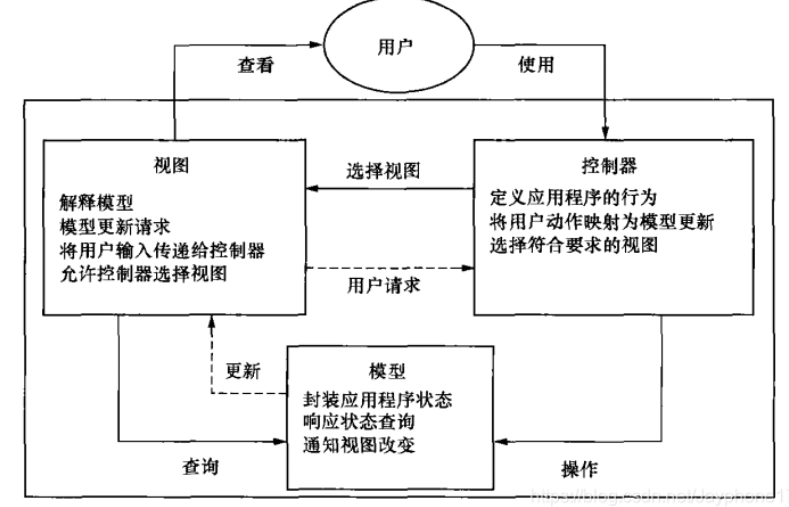 用户
查看
使用
视图
解释模型
模型更新请求
将用户输入传递给控制器
允许控制器选择视图
选择视图
用户请求
控制器
定义应用程序的行为
将用户动作映射为模型更新
选择符合要求的视图
更新
模型
封装应用程序状态
响应状态查询
通知视图改变
查询
操作
https://blog.csdn.net/Jayphone17